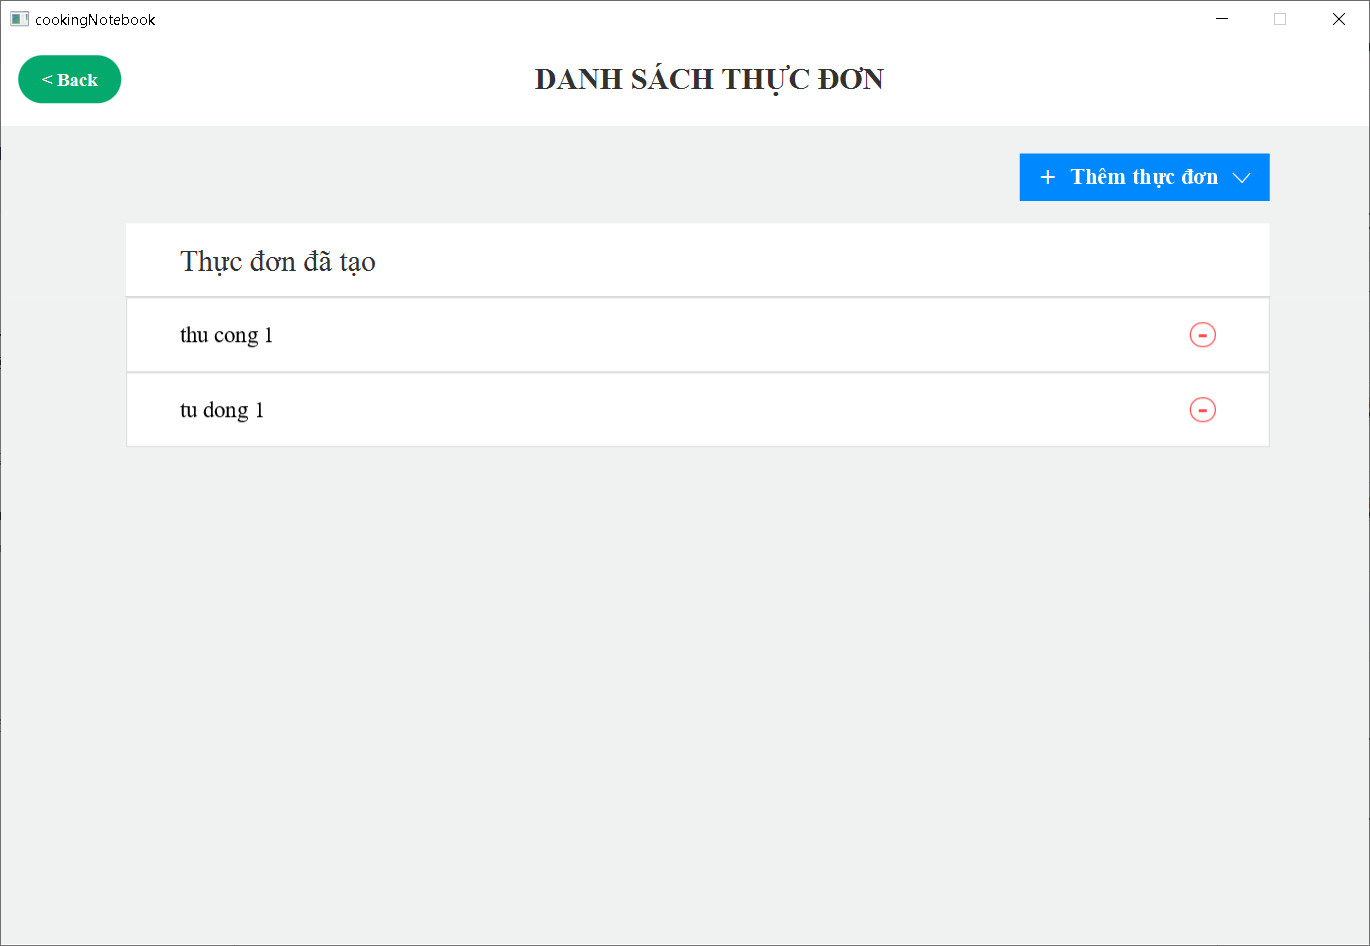 cookingNotebook
< Back
DANH SÁCH THỰC ĐƠN
+ Thêm thực đơn
Thực đơn đã tạo
thu cong 1
tu dong 1